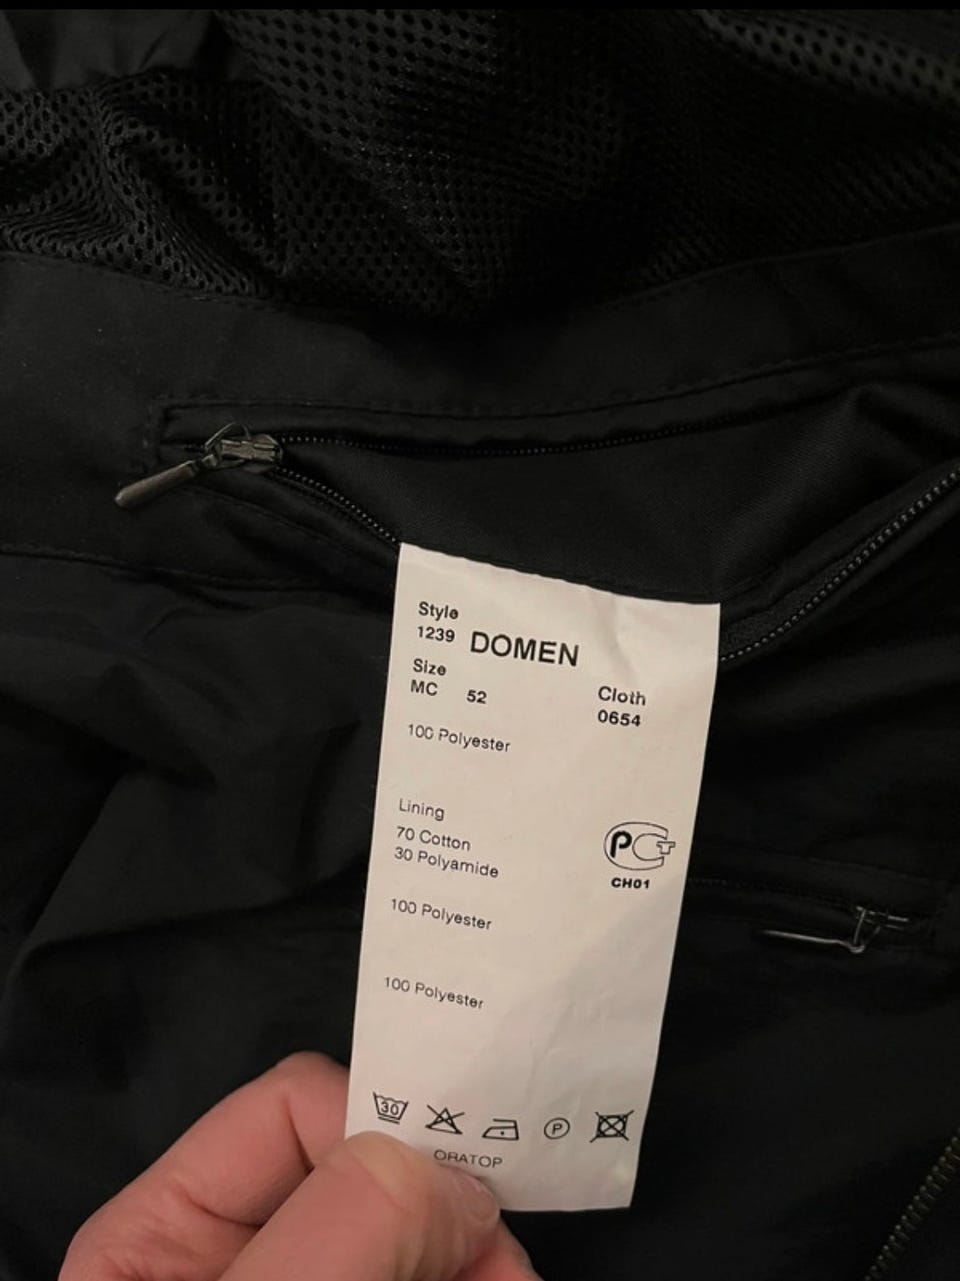 Style
1239 DOMEN
Size
MC 52
Cloth
0654
100 Polyester
Lining
70 Cotton
30 Polyamide
100 Polyester
100 Polyester
РСТ
CH01
30
P
ORATOP